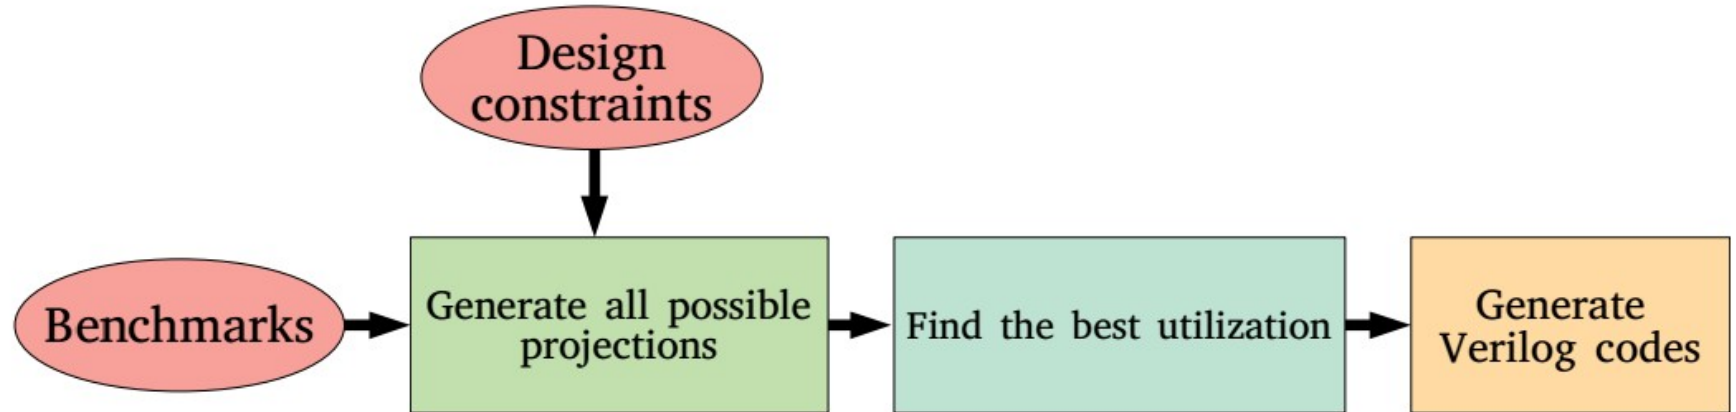 Design
constraints
Benchmarks
Generate all possible
projections
Find the best utilization
Generate
Verilog codes